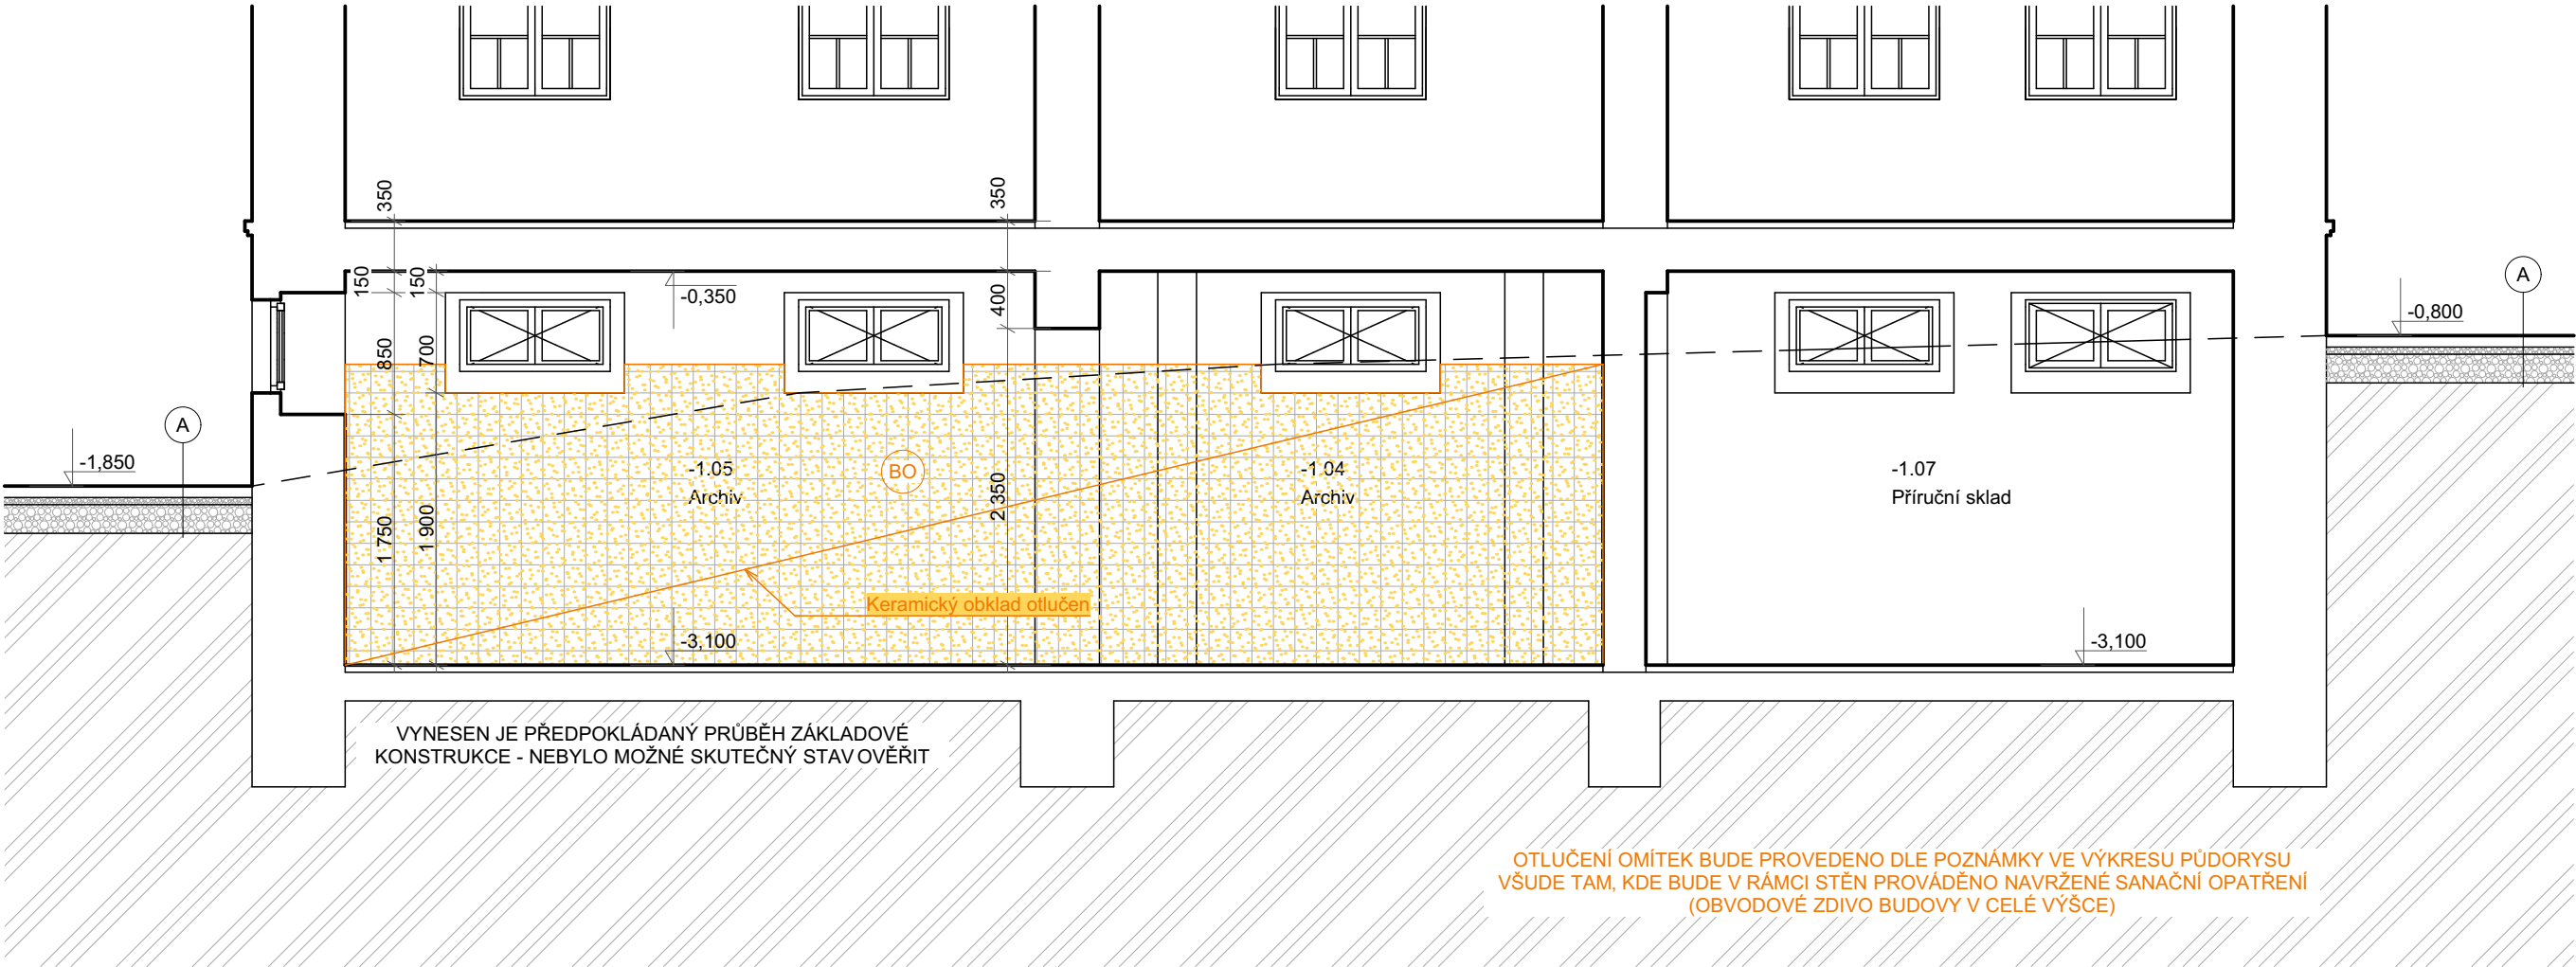 350
350
150
150
-0,350
400
-0,800
A
850
700
A
-1,850
-1.05
Archiv
BO
2 350
-1.04
Archiv
-1.07
Příruční sklad
1 750
1 900
Keramický obklad otlučen
-3,100
-3,100
VYNESEN JE PŘEDPOKLÁDANÝ PRŮBĚH ZÁKLADOVÉ
KONSTRUKCE - NEBYLO MOŽNÉ SKUTEČNÝ STAV OVĚŘIT
OTLUČENÍ OMÍTEK BUDE PROVEDENO DLE POZNÁMKY VE VÝKRESU PŮDORYSU
VŠUDE TAM, KDE BUDE V RÁMCI STĚN PROVÁDĚNO NAVRŽENÉ SANAČNÍ OPATŘENÍ
(OBVODOVÉ ZDIVO BUDOVY V CELÉ VÝŠCE)